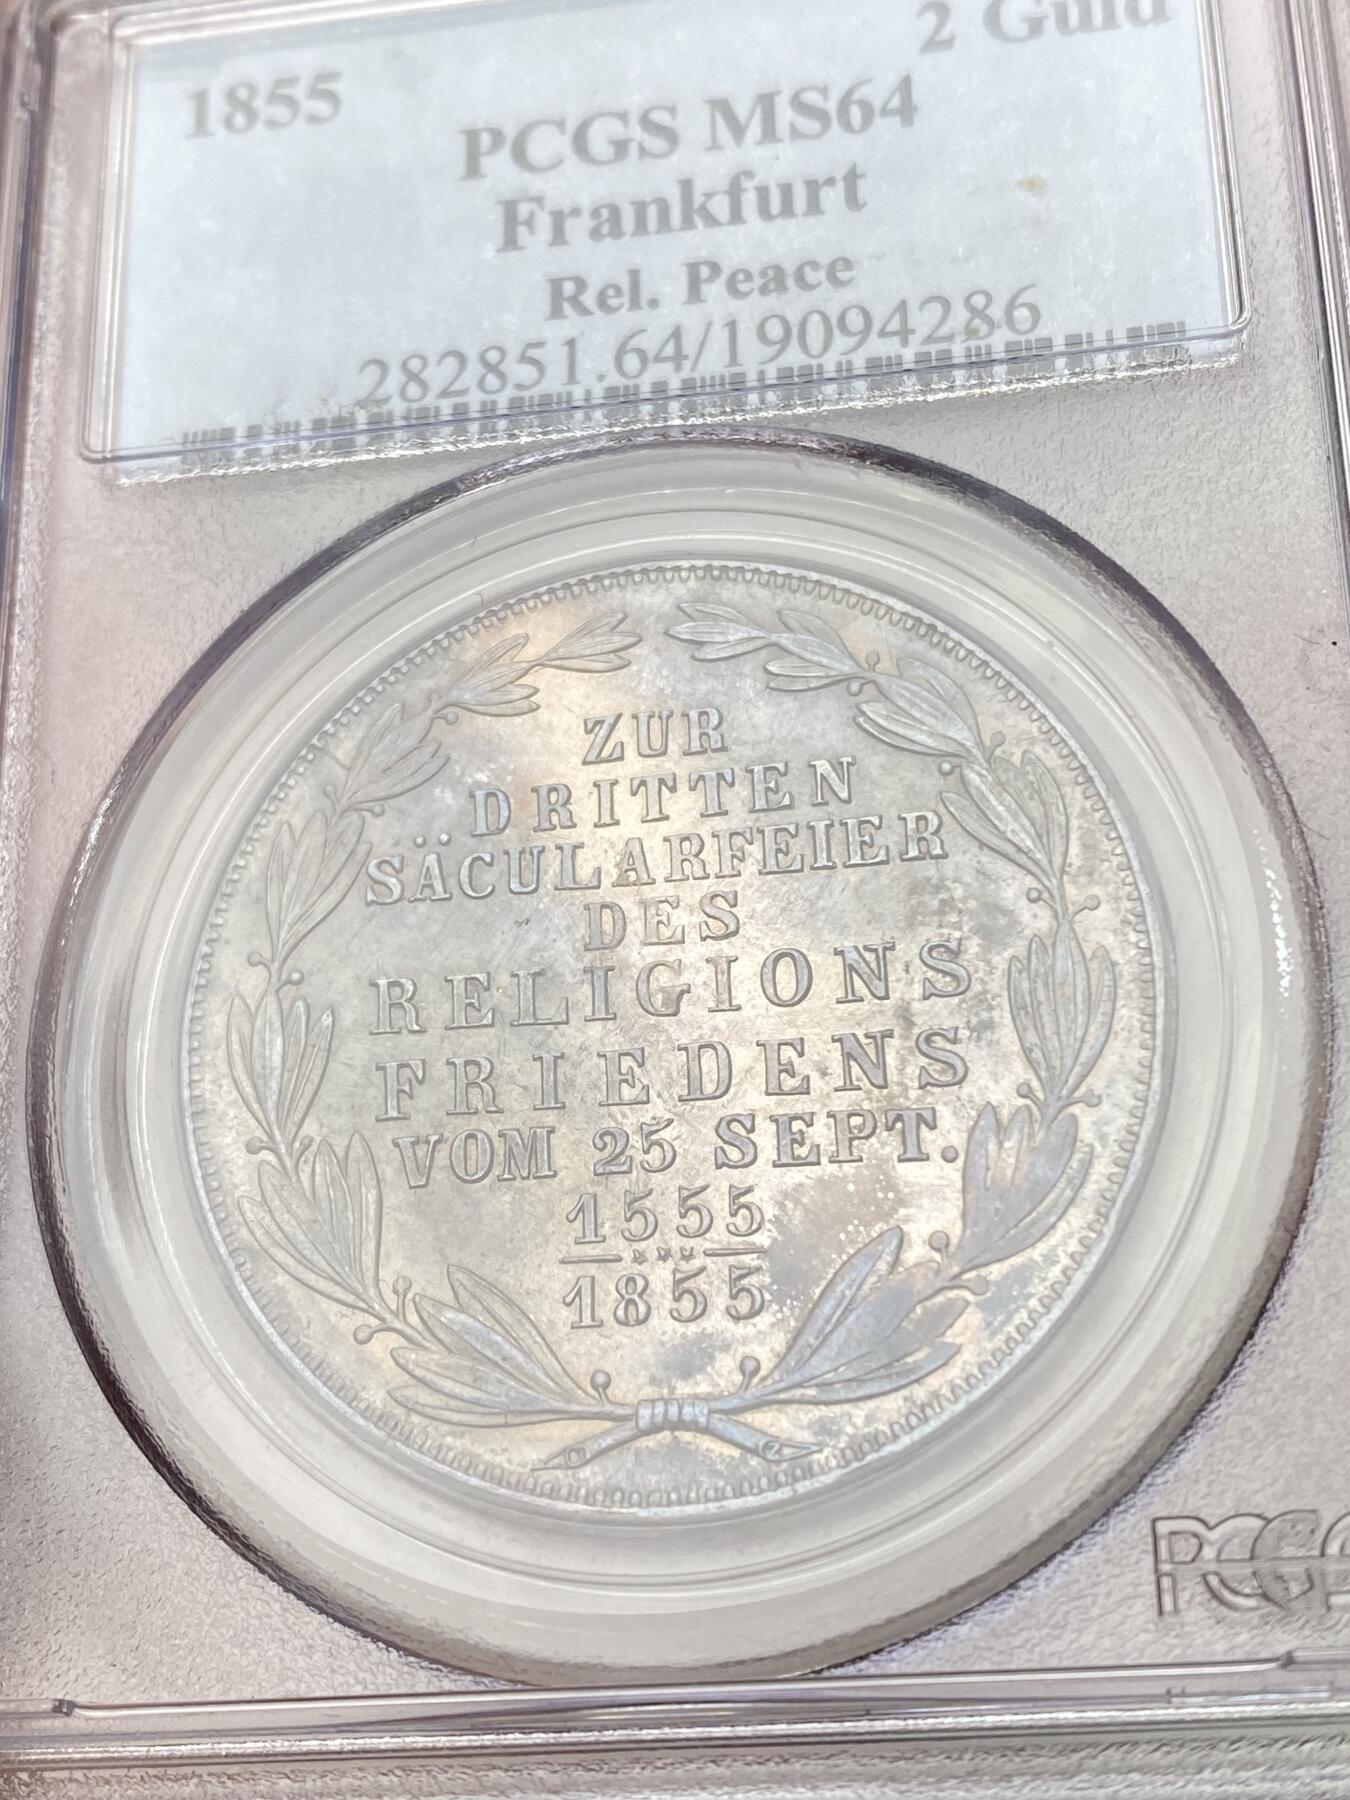 1855 2 Guld
PCGS MS64
Frankfurt
Rel. Peace
282851.64/19094286
ZUR
DRITTEN
SÄCULARFEIER
DES
RELIGIONS
FRIEDENS
VOM 25 SEPT.
1555
1855
PCGS